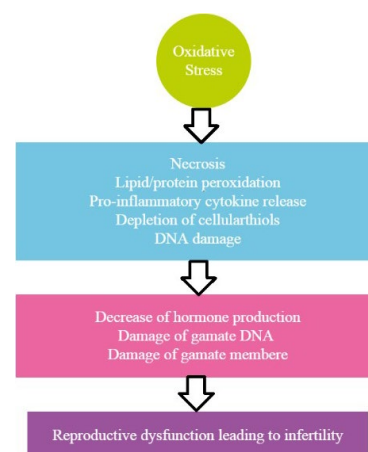 Oxidative
Stress
Necrosis
Lipid/protein peroxidation
Pro-inflammatory cytokine release
Depletion of cellularthiols
DNA damage
Decrease of hormone production
Damage of gamate DNA
Damage of gamate membere
Reproductive dysfunction leading to infertility